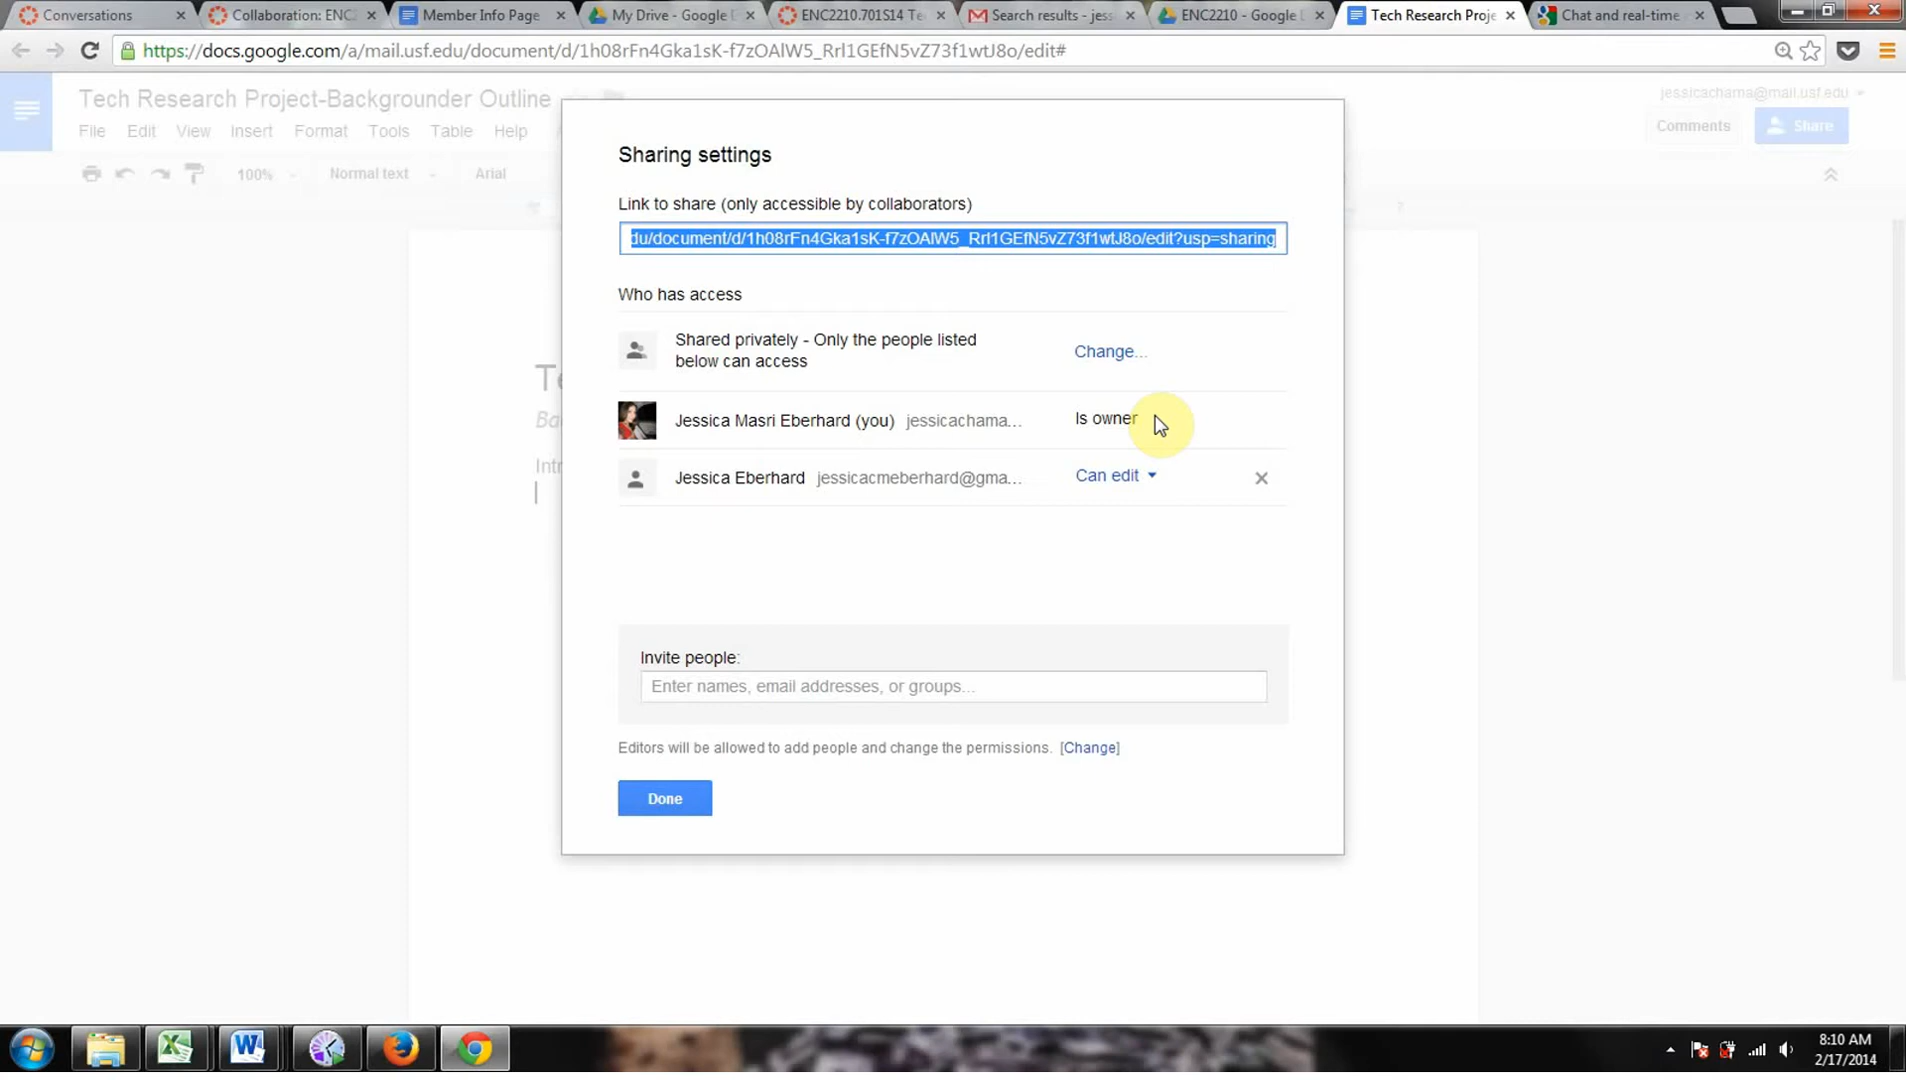 Conversations
Collaboration: ENC2
Member Info Page
My Drive - Google D
ENC2210.701S14 Te
Search results - jess
ENC2210 - Google D
Tech Research Proje
Chat and real-time
https://docs.google.com/a/mail.usf.edu/document/d/1h08rFn4Gka1sK-f7zOAlW5_Rrl1GEfN5vZ73f1wtJ8o/edit#
Tech Research Project-Backgrounder Outline
jessicachama@mail.usf.edu
File Edit View Insert Format Tools Table Help
Comments
Share
100% Normal text Arial
Sharing settings
Link to share (only accessible by collaborators)
du/document/d/1h08rFn4Gka1sK-f7zOAlW5_Rrl1GEfN5vZ73f1wtJ8o/edit?usp=sharing
Who has access
Shared privately - Only the people listed
below can access
Change...
Jessica Masri Eberhard (you) jessicachama... Is owner
Jessica Eberhard jessicacmeberhard@gma... Can edit
Te
Ba
Intr
Invite people:
Enter names, email addresses, or groups...
Editors will be allowed to add people and change the permissions. [Change]
Done
8:10 AM
2/17/2014